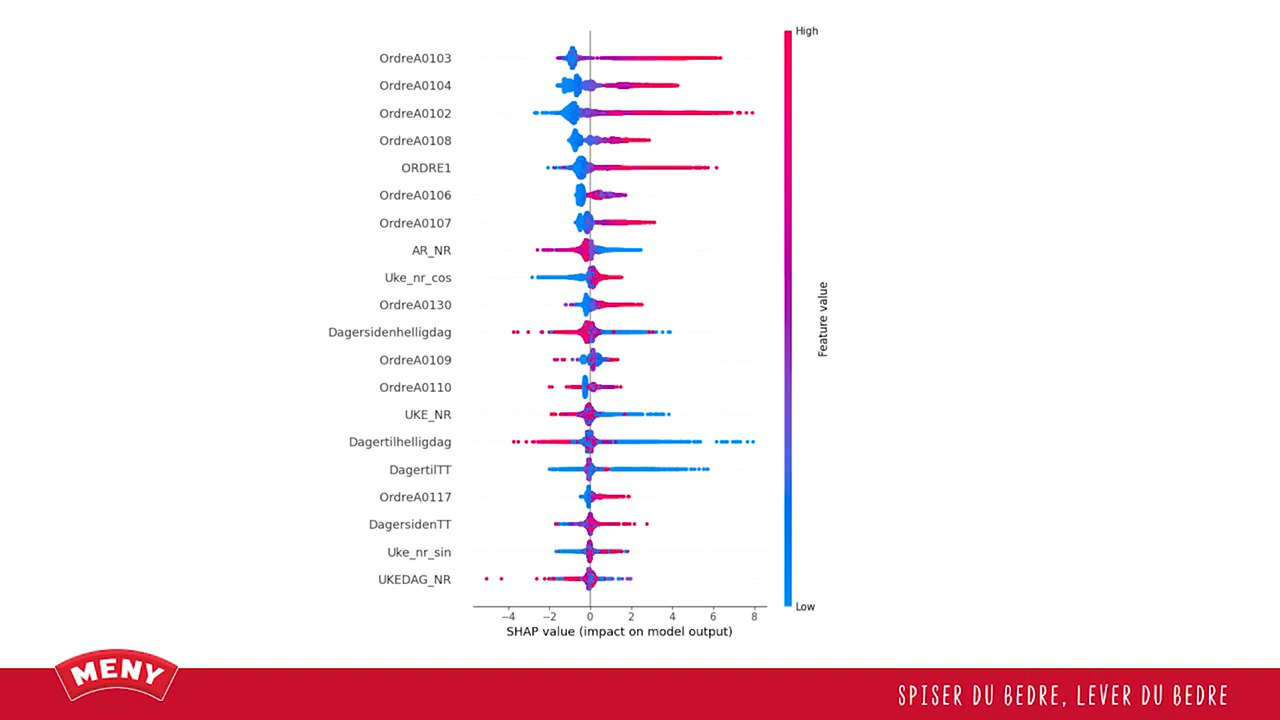 High
OrdreA0103
OrdreA0104
OrdreA0102
OrdreA0108
ORDRE1
OrdreA0106
OrdreA0107
AR_NR
Uke_nr_cos
OrdreA0130
Dagersidenhelligdag
OrdreA0109
OrdreA0110
UKE_NR
Dagertilhelligdag
DagertilTT
OrdreA0117
DagersidenTT
Uke_nr_sin
UKEDAG_NR
Feature value
Low
−4 −2 0 2 4 6 8
SHAP value (impact on model output)
MENY
SPISER DU BEDRE, LEVER DU BEDRE